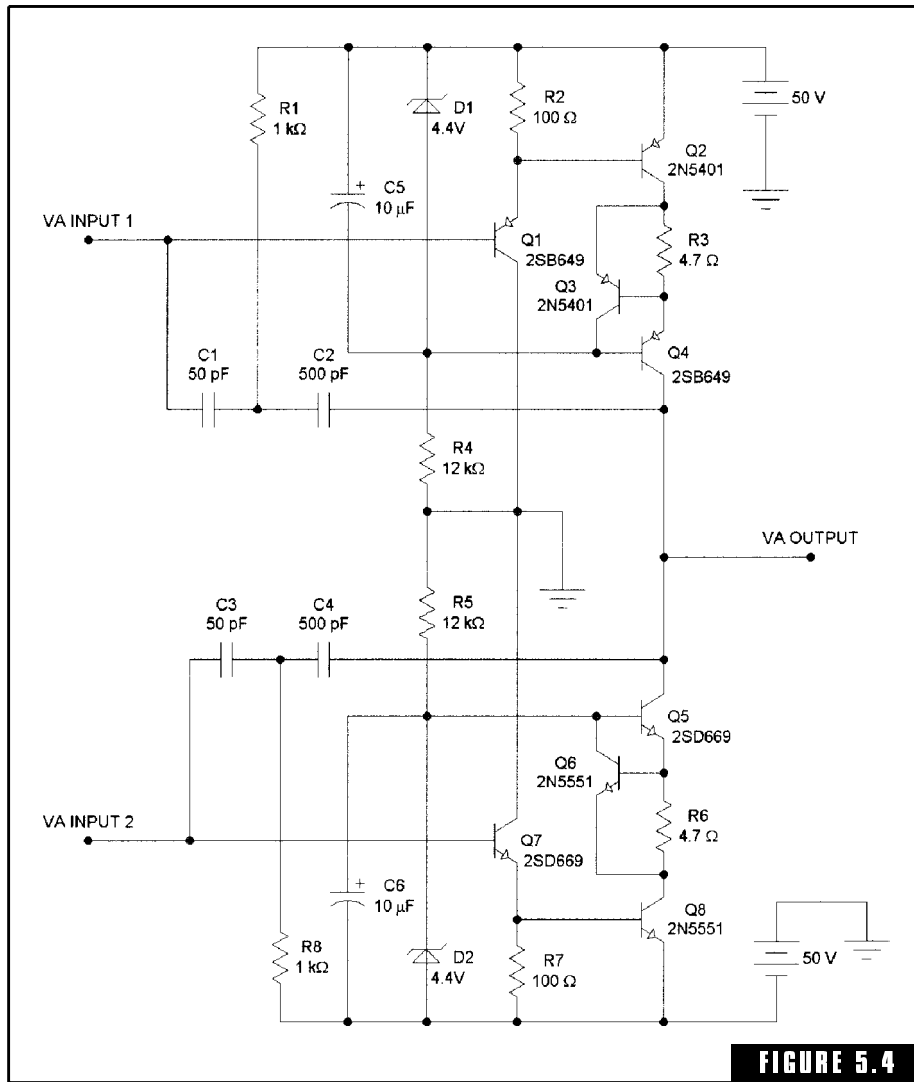 R1
1 kΩ
C5
10 µF
+
D1
4.4V
R2
100 Ω
50 V
Q2
2N5401
VA INPUT 1
Q1
2SB649
R3
4.7 Ω
Q3
2N5401
C1
50 pF
C2
500 pF
Q4
2SB649
R4
12 kΩ
VA OUTPUT
R5
12 kΩ
C3
50 pF
C4
500 pF
Q5
2SD669
Q6
2N5551
R6
4.7 Ω
VA INPUT 2
Q7
2SD669
C6
10 µF
+
Q8
2N5551
R8
1 kΩ
D2
4.4V
R7
100 Ω
50 V
FIGURE 5.4